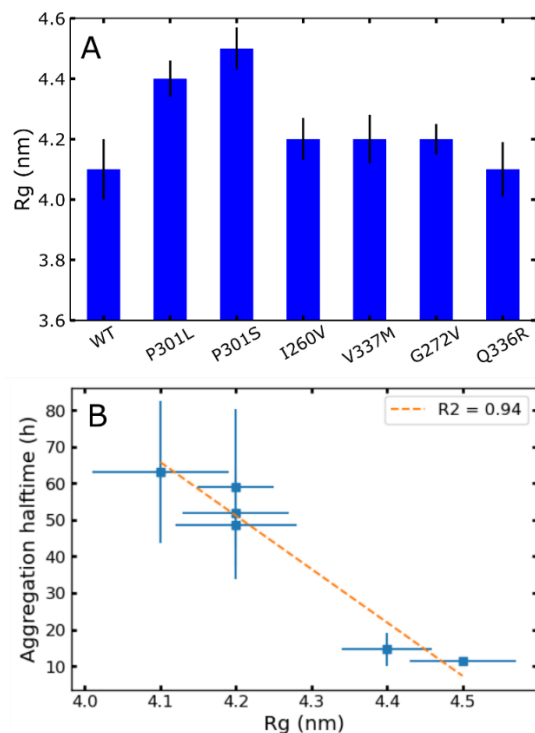 A
Rg (nm)
4.6
4.4
4.2
4.0
3.8
3.6
WT P301L P301S I260V V337M G272V Q336R
B
R2 = 0.94
Aggregation halftime (h)
80
70
60
50
40
30
20
10
4.0 4.1 4.2 4.3 4.4 4.5
Rg (nm)